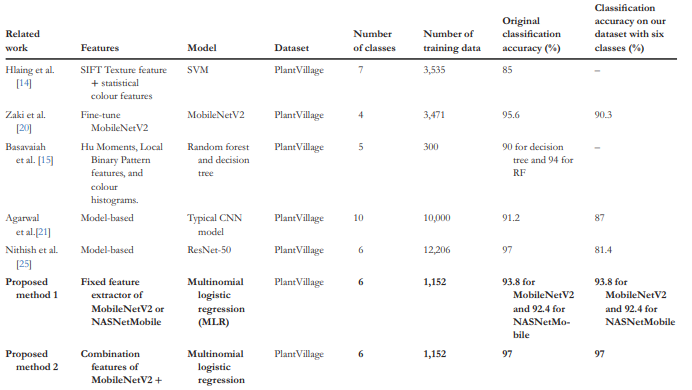 Related work Features Model Dataset Number of classes Number of training data Original classification accuracy (%) Classification accuracy on our dataset with six classes (%)
Hlaing et al. [14] SIFT Texture feature + statistical colour features SVM PlantVillage 7 3,535 85 –
Zaki et al. [20] Fine-tune MobileNetV2 MobileNetV2 PlantVillage 4 3,471 95.6 90.3
Basavaiah et al. [15] Hu Moments, Local Binary Pattern features, and colour histograms. Random forest and decision tree PlantVillage 5 300 90 for decision tree and 94 for RF –
Agarwal et al.[21] Model-based Typical CNN model PlantVillage 10 10,000 91.2 87
Nithish et al. [25] Model-based ResNet-50 PlantVillage 6 12,206 97 81.4
Proposed method 1 Fixed feature extractor of MobileNetV2 or NASNetMobile Multinomial logistic regression (MLR) PlantVillage 6 1,152 93.8 for MobileNetV2 and 92.4 for NASNetMo-bile 93.8 for MobileNetV2 and 92.4 for NASNetMobile
Proposed method 2 Combination features of MobileNetV2 + Multinomial logistic regression PlantVillage 6 1,152 97 97